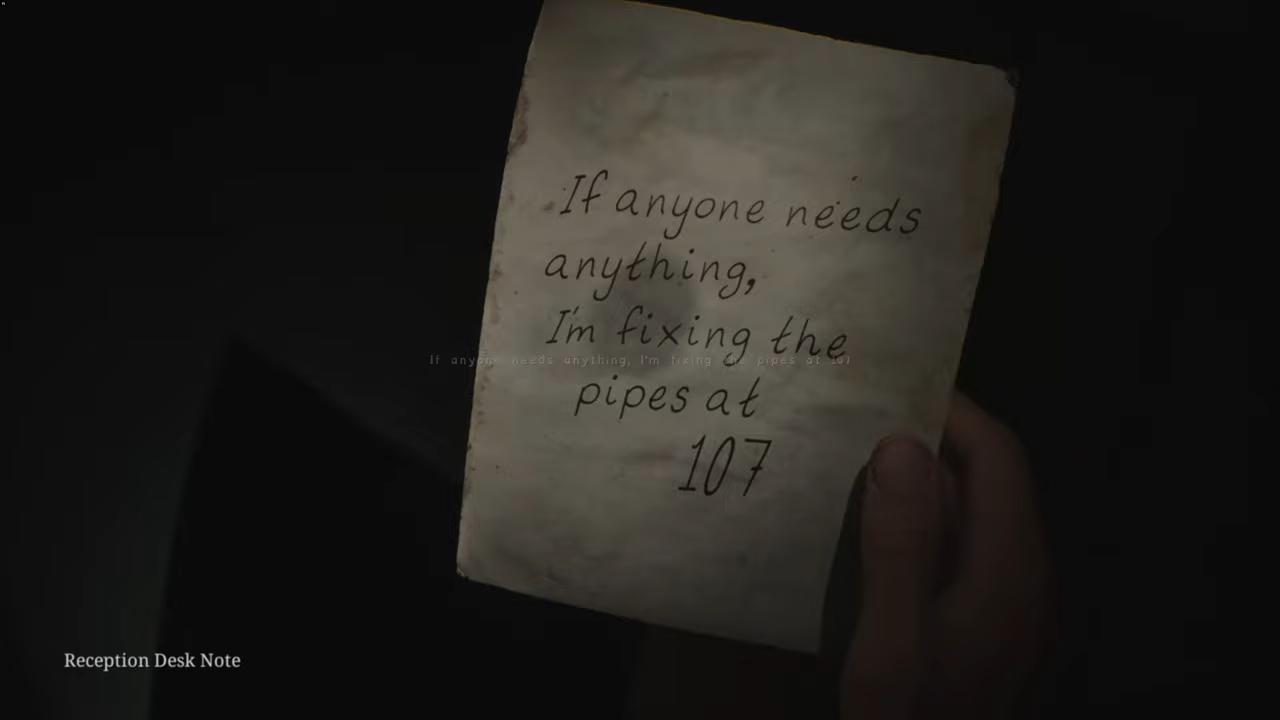 If anyone needs
anything,
I'm fixing the
pipes at
107
If anyone needs anything, I'm fixing the pipes at 107
Reception Desk Note